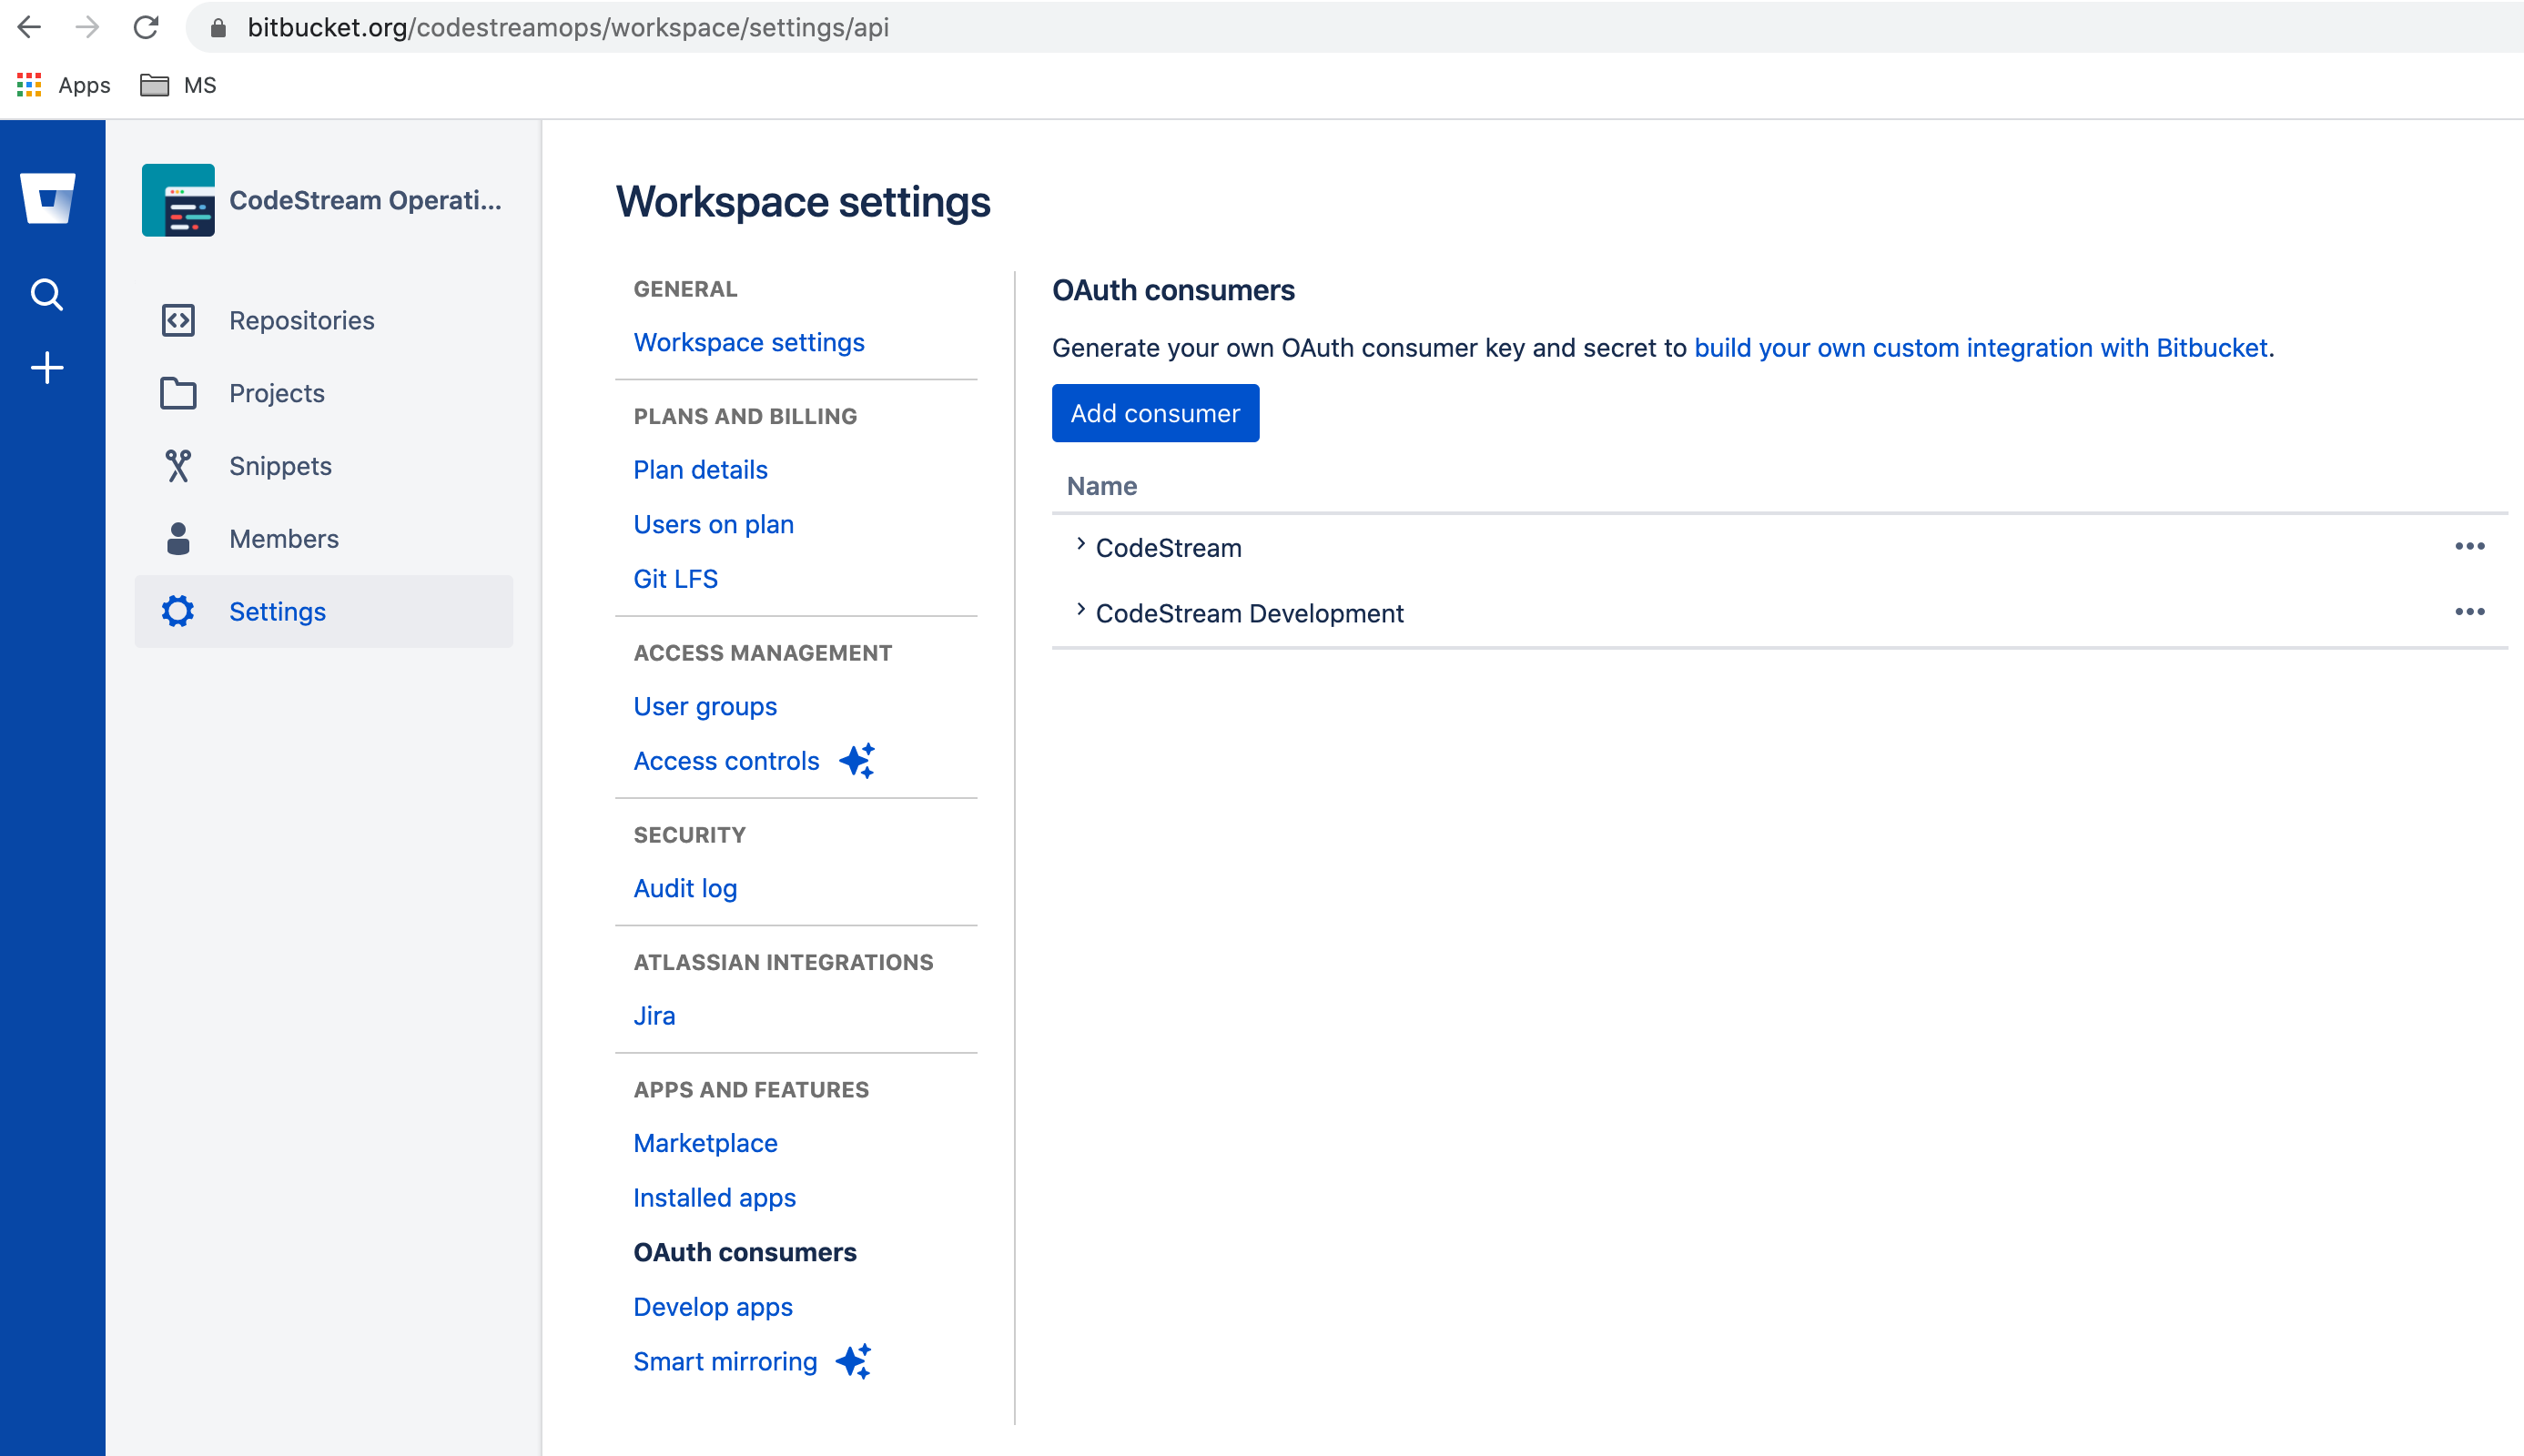 bitbucket.org/codestreamops/workspace/settings/api
Apps
MS
CodeStream Operati...
Repositories
Projects
Snippets
Members
Settings
Workspace settings
GENERAL
Workspace settings
PLANS AND BILLING
Plan details
Users on plan
Git LFS
ACCESS MANAGEMENT
User groups
Access controls
SECURITY
Audit log
ATLASSIAN INTEGRATIONS
Jira
APPS AND FEATURES
Marketplace
Installed apps
OAuth consumers
Develop apps
Smart mirroring
OAuth consumers
Generate your own OAuth consumer key and secret to build your own custom integration with Bitbucket.
Add consumer
Name
CodeStream
CodeStream Development